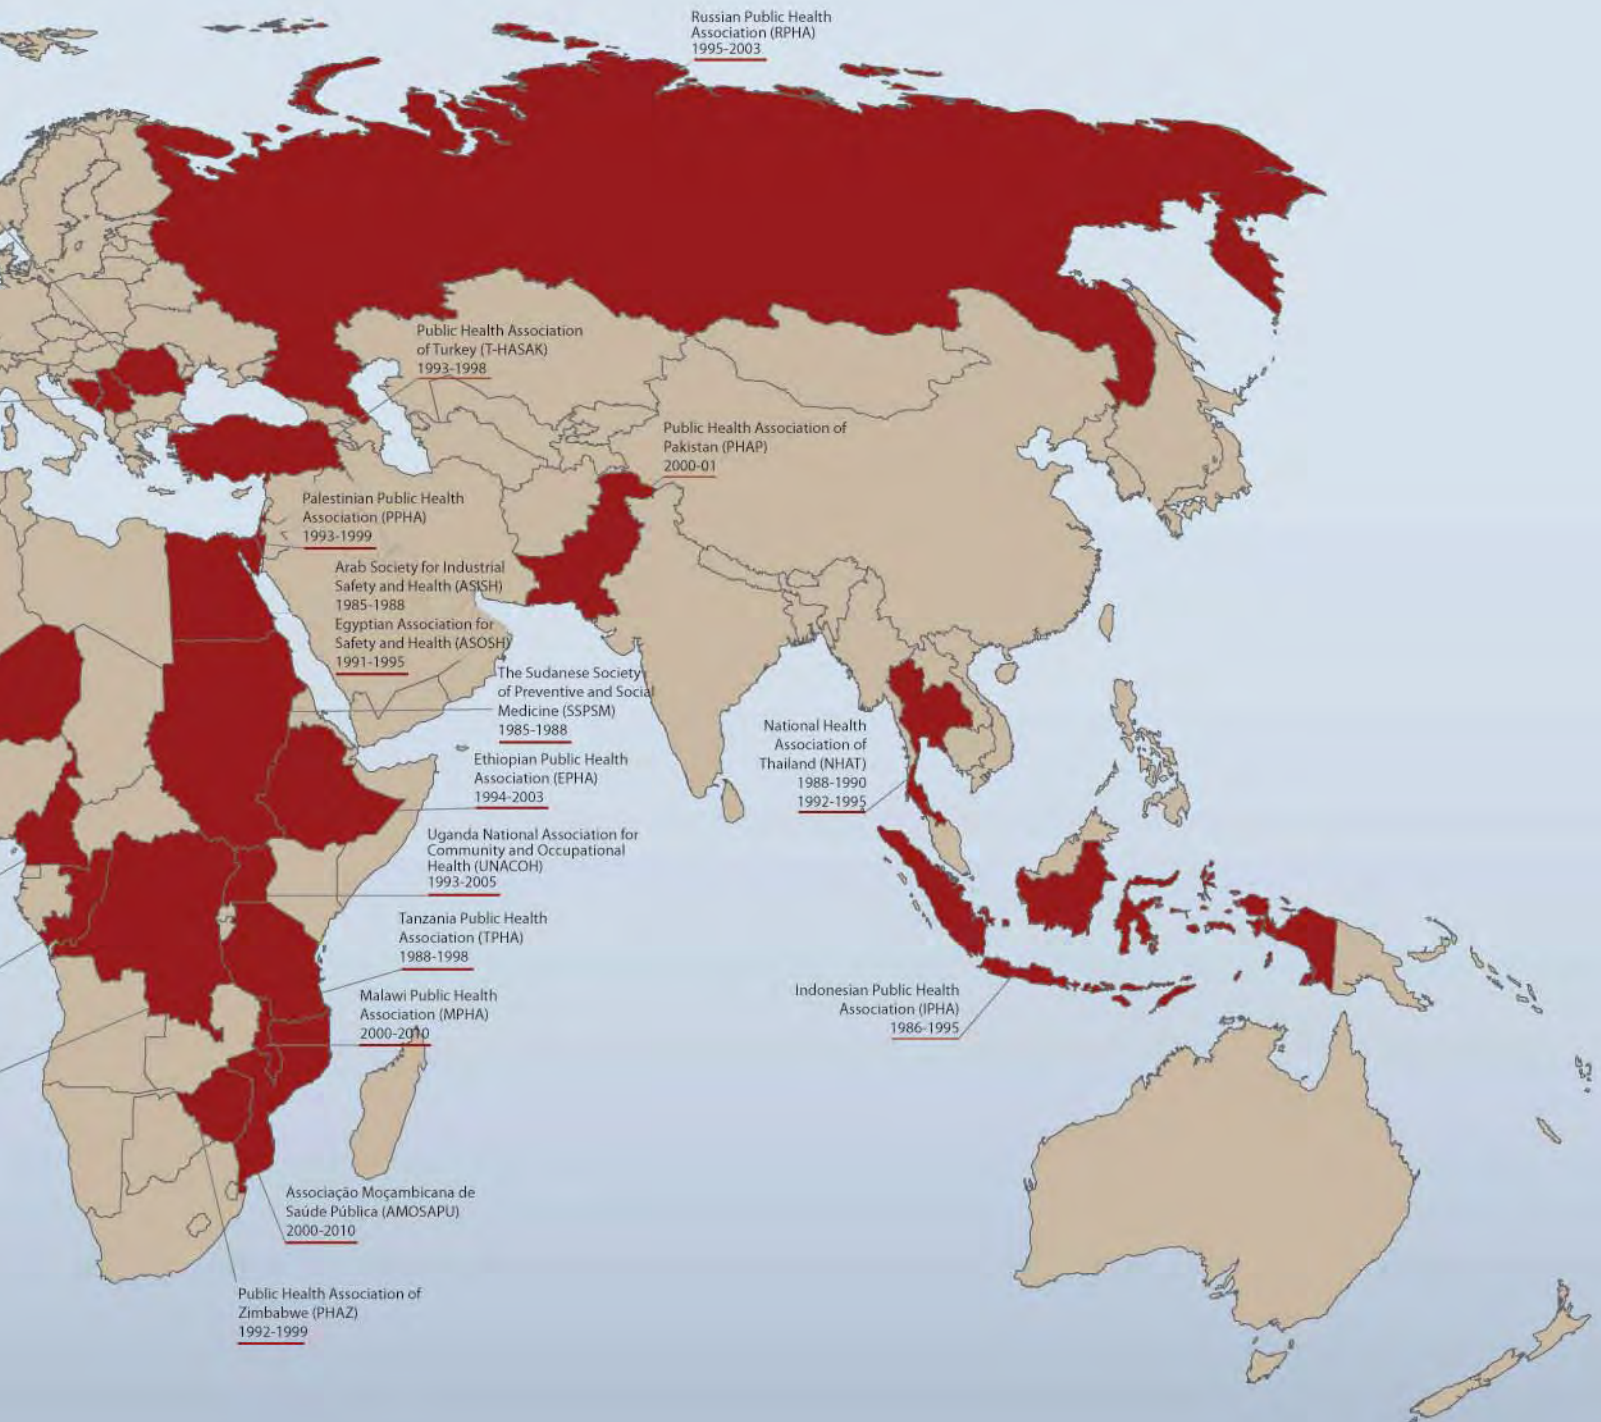 Russian Public Health
Association (RPHA)
1995-2003
Public Health Association
of Turkey (T-HASAK)
1993-1998
Public Health Association of
Pakistan (PHAP)
2000-01
Palestinian Public Health
Association (PPHA)
1993-1999
Arab Society for Industrial
Safety and Health (ASISH)
1985-1988
Egyptian Association for
Safety and Health (ASOSH)
1991-1995
The Sudanese Society
of Preventive and Social
Medicine (SSPSM)
1985-1988
National Health
Association of
Thailand (NHAT)
1988-1990
1992-1995
Ethiopian Public Health
Association (EPHA)
1994-2003
Uganda National Association for
Community and Occupational
Health (UNACOH)
1993-2005
Tanzania Public Health
Association (TPHA)
1988-1998
Malawi Public Health
Association (MPHA)
2000-2010
Indonesian Public Health
Association (IPHA)
1986-1995
Associação Moçambicana de
Saúde Pública (AMOSAPU)
2000-2010
Public Health Association of
Zimbabwe (PHAZ)
1992-1999